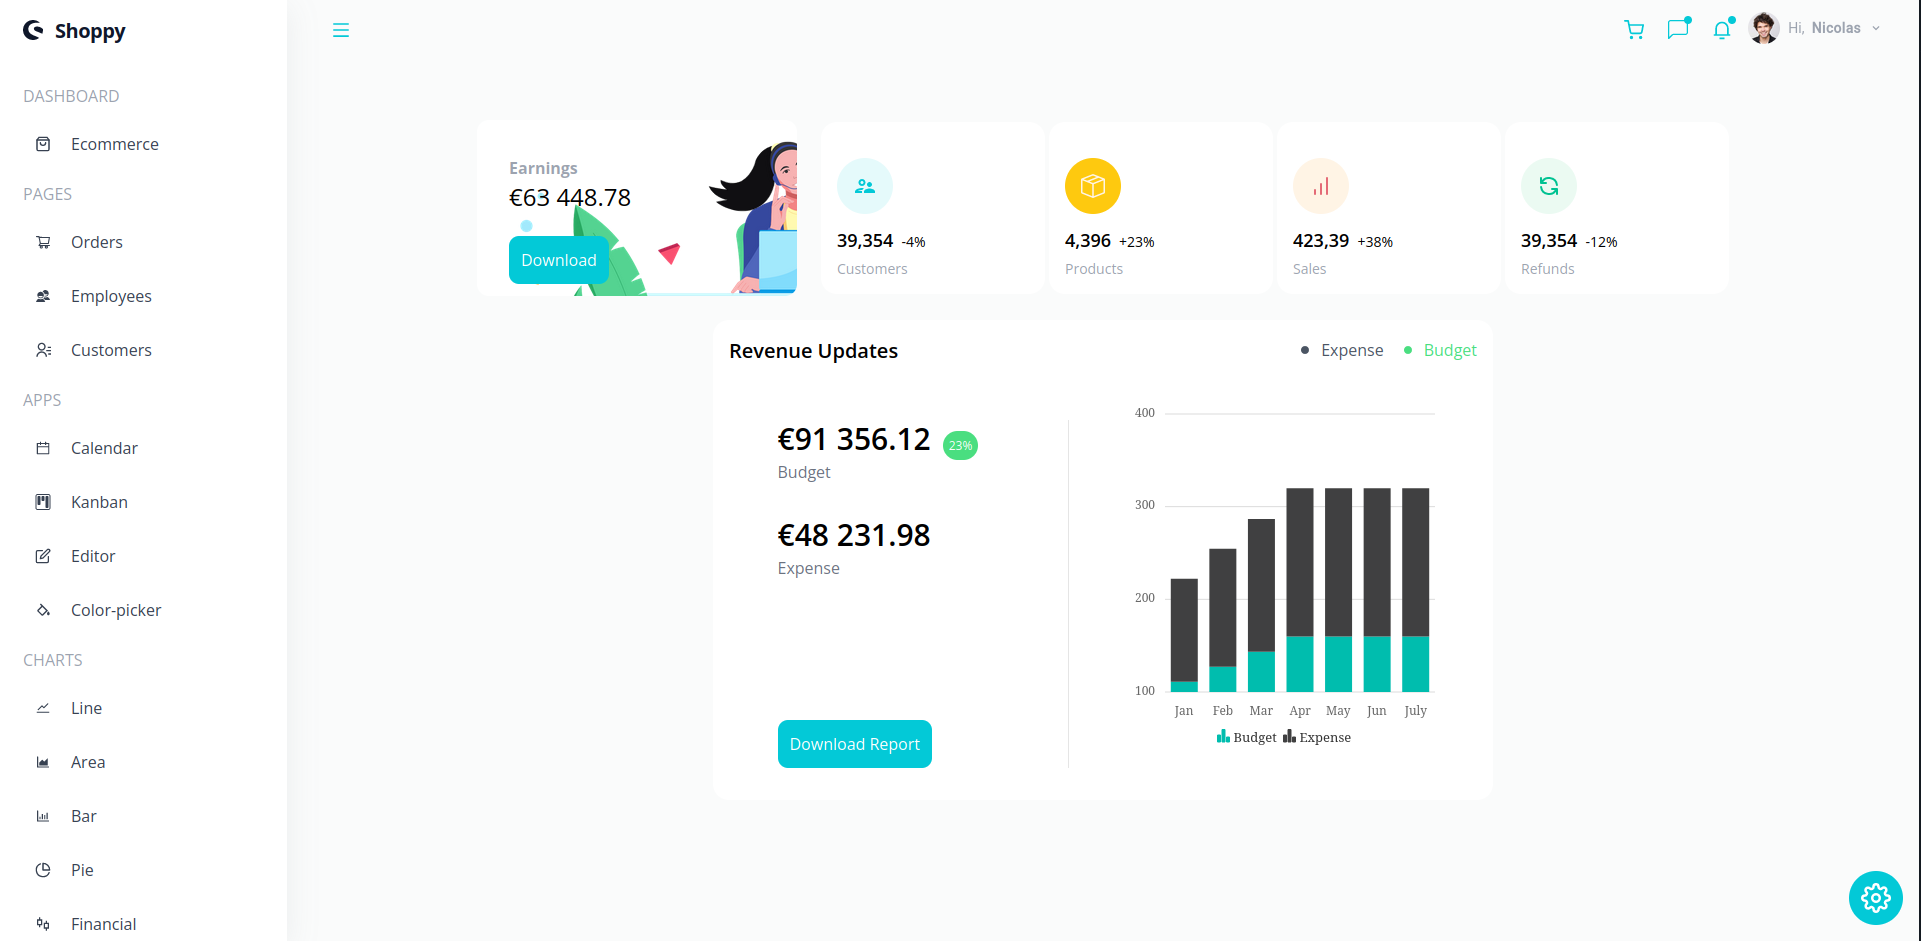 Shoppy
DASHBOARD
Ecommerce
PAGES
Orders
Employees
Customers
APPS
Calendar
Kanban
Editor
Color-picker
CHARTS
Line
Area
Bar
Pie
Financial
Hi, Nicolas
Earnings
€63 448.78
Download
39,354 -4%
Customers
4,396 +23%
Products
423,39 +38%
Sales
39,354 -12%
Refunds
Revenue Updates
Expense
Budget
€91 356.12 23%
Budget
€48 231.98
Expense
Download Report
400
300
200
100
Jan Feb Mar Apr May Jun July
Budget Expense